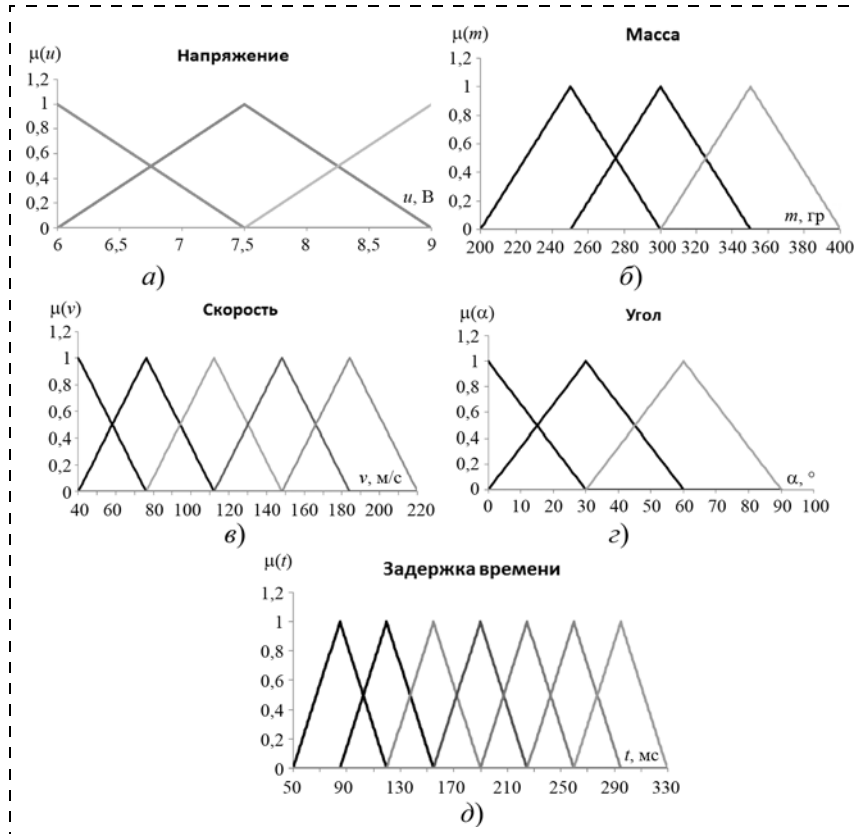 Напряжение
μ(u)
1,2
1
0,8
0,6
0,4
0,2
0
u, В
6 6,5 7 7,5 8 8,5 9
а)
Масса
μ(m)
1,2
1
0,8
0,6
0,4
0,2
0
m, гр
200 220 240 260 280 300 320 340 360 380 400
б)
Скорость
μ(v)
1,2
1
0,8
0,6
0,4
0,2
0
v, м/с
40 60 80 100 120 140 160 180 200 220
в)
Угол
μ(α)
1,2
1
0,8
0,6
0,4
0,2
0
α, °
0 10 20 30 40 50 60 70 80 90 100
г)
Задержка времени
μ(t)
1,2
1
0,8
0,6
0,4
0,2
0
t, мс
50 90 130 170 210 250 290 330
д)